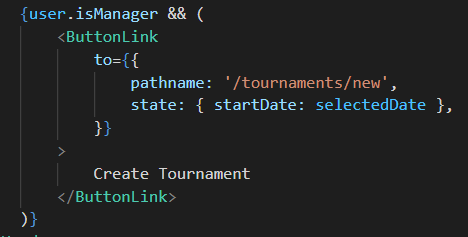 {user.isManager && (
<ButtonLink
to={{
pathname: '/tournaments/new',
state: { startDate: selectedDate },
}}
>
Create Tournament
</ButtonLink>
)}